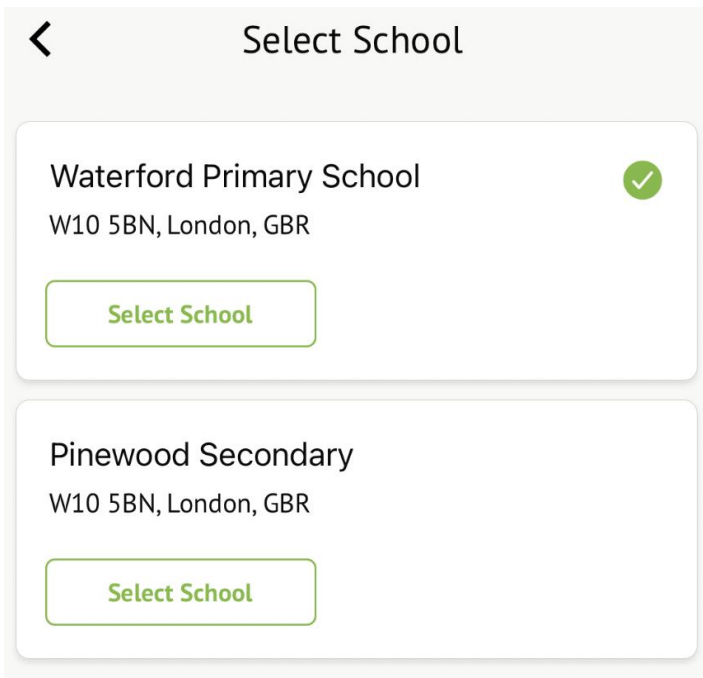 Select School
Waterford Primary School
W10 5BN, London, GBR
Select School
Pinewood Secondary
W10 5BN, London, GBR
Select School